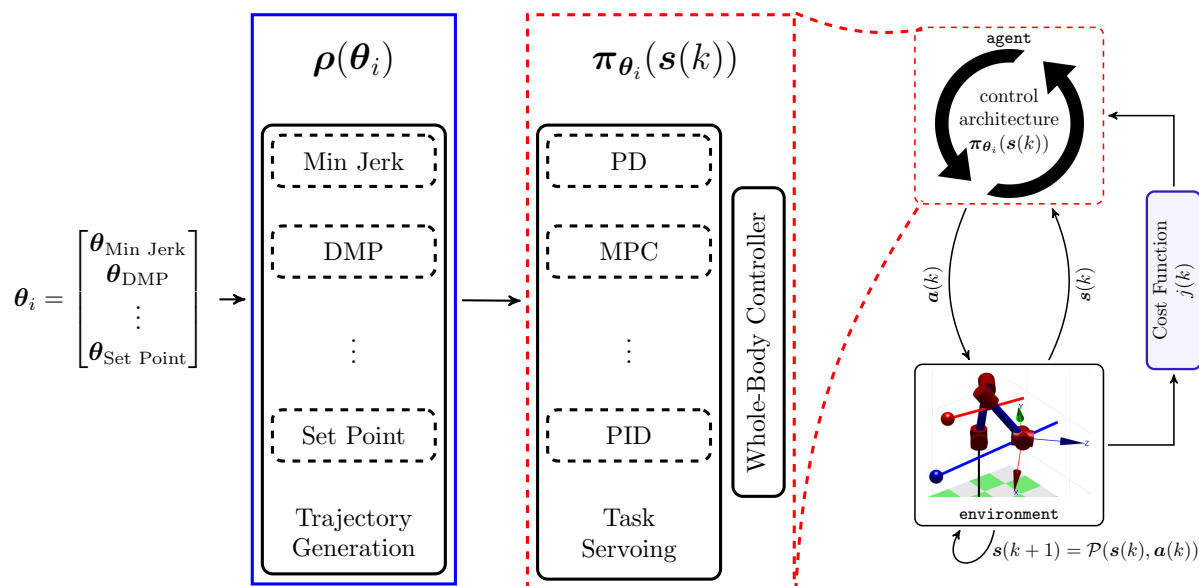 θ_i = [θ_Min Jerk
θ_DMP
⋮
θ_Set Point]
ρ(θ_i)
Min Jerk
DMP
⋮
Set Point
Trajectory
Generation
π_θ_i(s(k))
PD
MPC
⋮
PID
Task
Servoing
Whole-Body Controller
agent
control
architecture
π_θ_i(s(k))
a(k)
s(k)
Cost Function
j(k)
Y
Z
X
environment
s(k+1) = 𝒫(s(k), a(k))